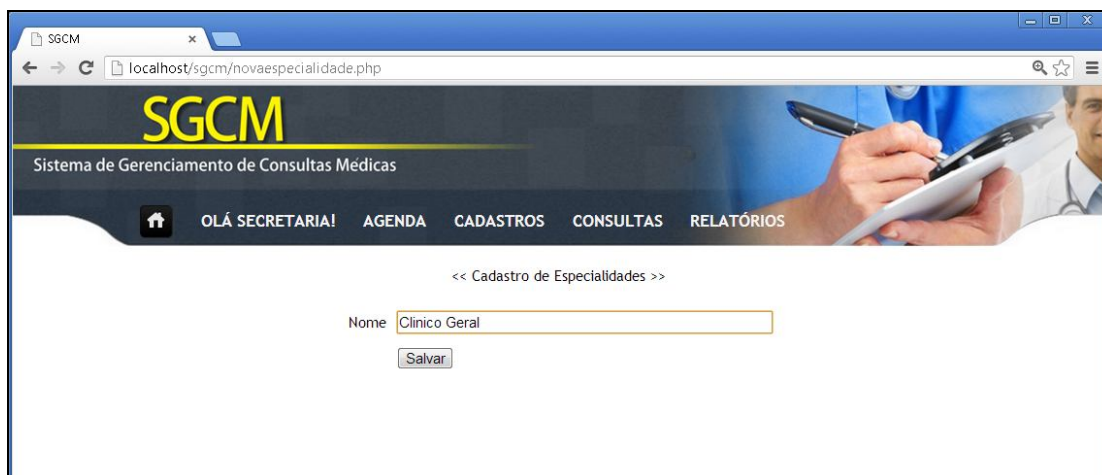 SGCM
localhost/sgcm/novaespecialidade.php
SGCM
Sistema de Gerenciamento de Consultas Médicas
OLÁ SECRETARIA! AGENDA CADASTROS CONSULTAS RELATÓRIOS
<< Cadastro de Especialidades >>
Nome Clinico Geral
Salvar